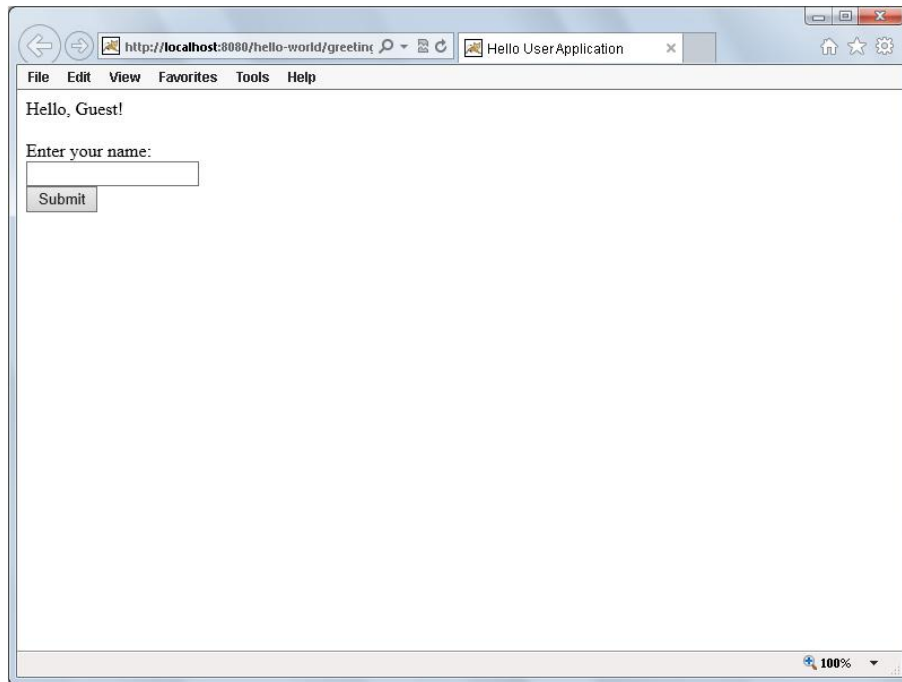 http://localhost:8080/hello-world/greeting
Hello User Application
File Edit View Favorites Tools Help
Hello, Guest!
Enter your name:
Submit
100%